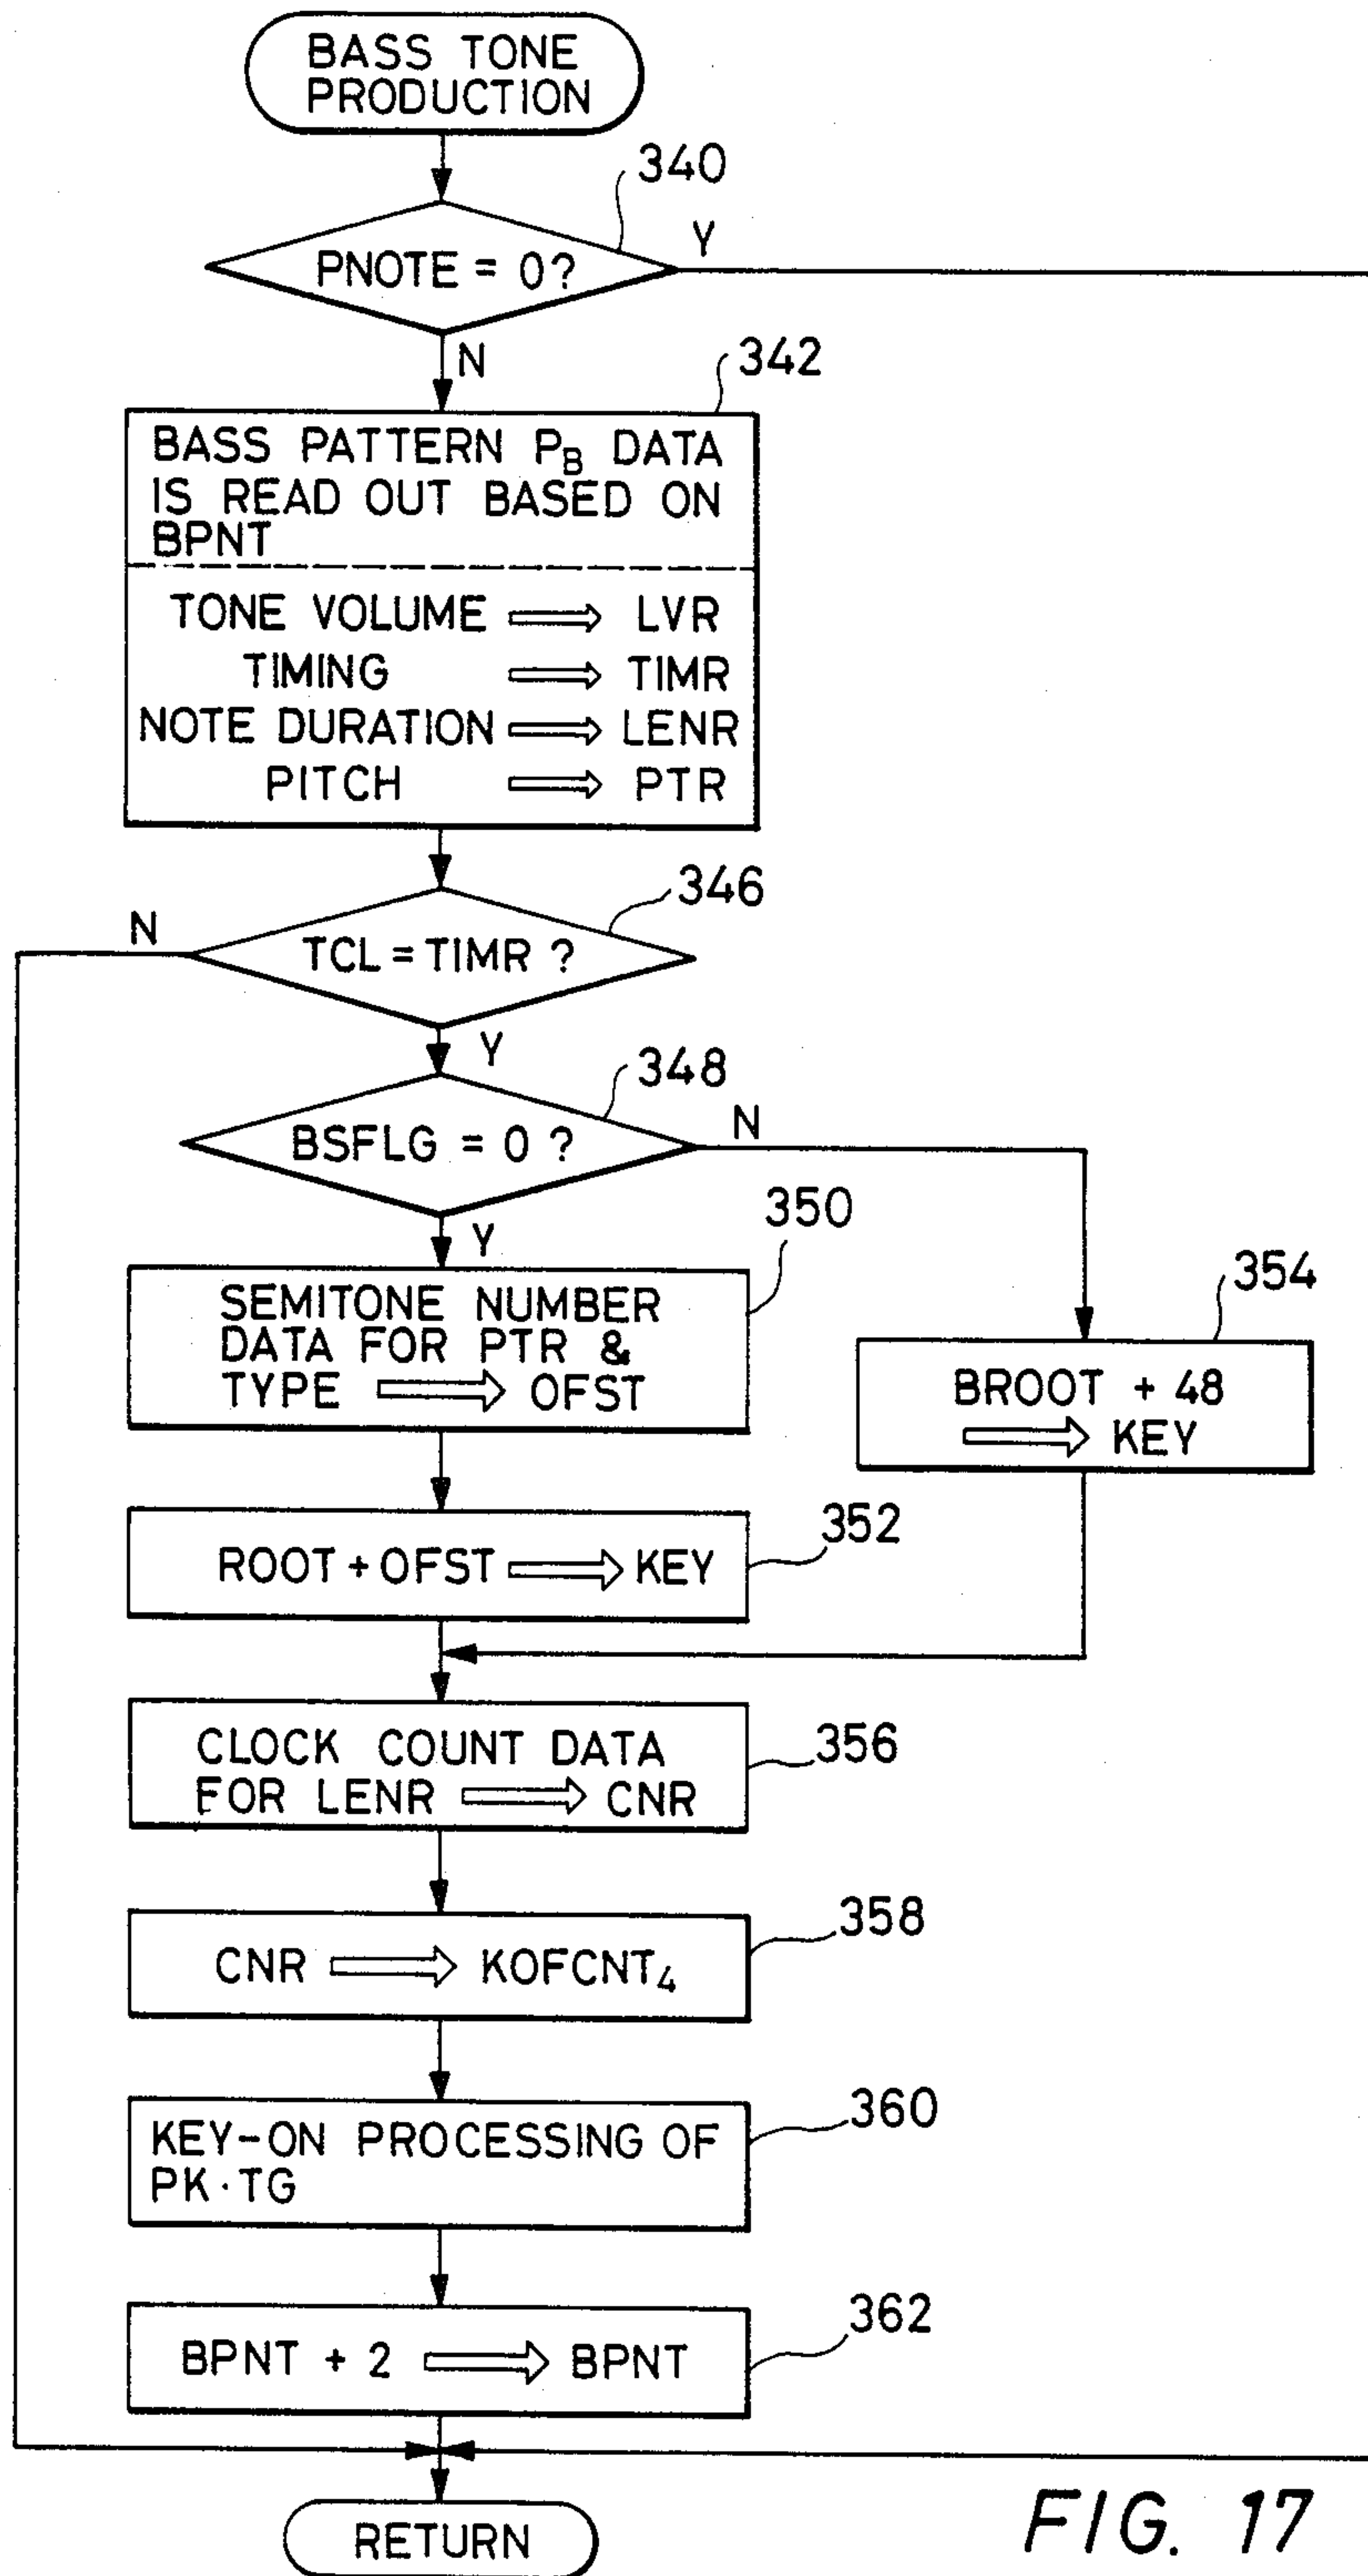 BASS TONE
PRODUCTION
340
PNOTE = 0?
Y
N
342
BASS PATTERN PB DATA
IS READ OUT BASED ON
BPNT
TONE VOLUME ⇒ LVR
TIMING ⇒ TIMR
NOTE DURATION ⇒ LENR
PITCH ⇒ PTR
346
N
TCL = TIMR ?
Y
348
BSFLG = 0 ?
N
Y
350
SEMITONE NUMBER
DATA FOR PTR &
TYPE ⇒ OFST
354
BROOT + 48
⇒ KEY
352
ROOT + OFST ⇒ KEY
356
CLOCK COUNT DATA
FOR LENR ⇒ CNR
358
CNR ⇒ KOFCNT4
360
KEY-ON PROCESSING OF
PK·TG
362
BPNT + 2 ⇒ BPNT
RETURN
FIG. 17